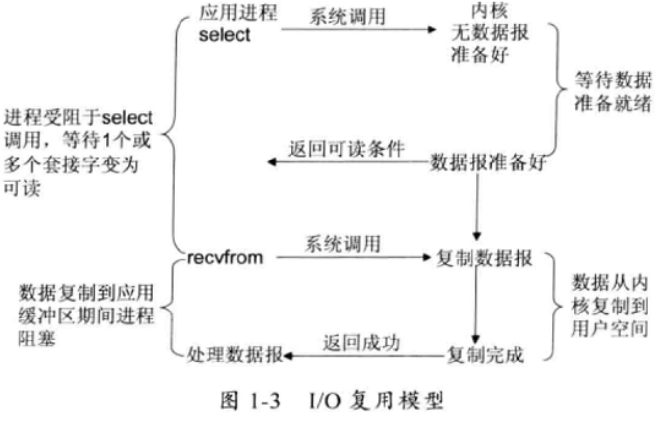 应用进程
select
系统调用
内核
无数据报
准备好
等待数据
准备就绪
进程受阻于select
调用，等待1个或
多个套接字变为
可读
返回可读条件
数据报准备好
recvfrom
系统调用
复制数据报
数据复制到应用
缓冲区期间进程
阻塞
数据从内
核复制到
用户空间
处理数据报
返回成功
复制完成
图 1-3 I/O 复用模型